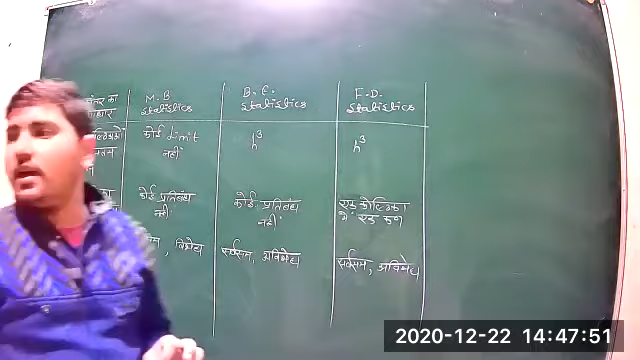 M.B. B.E. F.D.
Statistics Statistics Statistics
कोई limit h³ h³
नहीं
कोई प्रतिबंध कोई प्रतिबंध एक कोष्ठिका
नहीं नहीं में एक कण
विभेद्य सर्वसम, अविभेद्य सर्वसम, अविभेद्य
2020-12-22 14:47:51